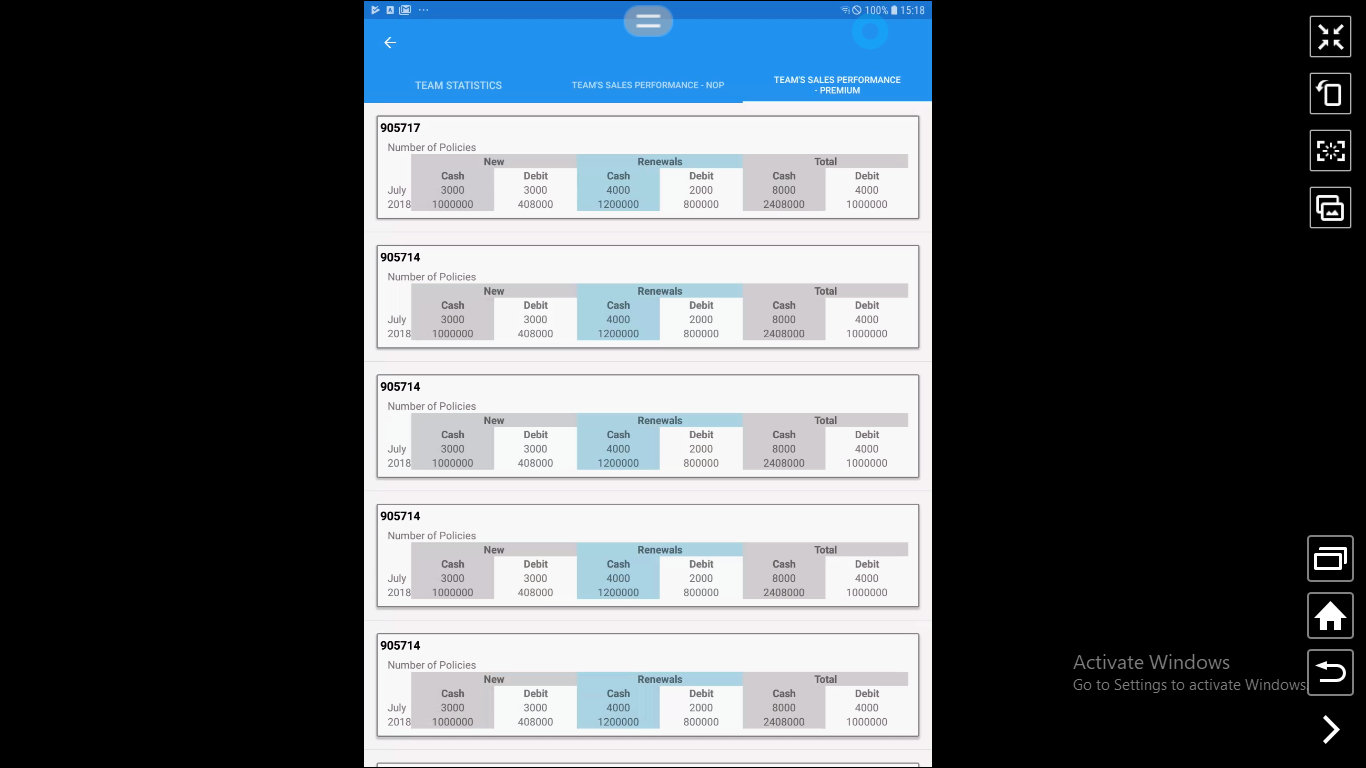 100% 15:18
TEAM STATISTICS TEAM'S SALES PERFORMANCE - NOP TEAM'S SALES PERFORMANCE
- PREMIUM
905717
Number of Policies
New Renewals Total
Cash Debit Cash Debit Cash Debit
July 3000 3000 4000 2000 8000 4000
2018 1000000 408000 1200000 800000 2408000 1000000
905714
Number of Policies
New Renewals Total
Cash Debit Cash Debit Cash Debit
July 3000 3000 4000 2000 8000 4000
2018 1000000 408000 1200000 800000 2408000 1000000
905714
Number of Policies
New Renewals Total
Cash Debit Cash Debit Cash Debit
July 3000 3000 4000 2000 8000 4000
2018 1000000 408000 1200000 800000 2408000 1000000
905714
Number of Policies
New Renewals Total
Cash Debit Cash Debit Cash Debit
July 3000 3000 4000 2000 8000 4000
2018 1000000 408000 1200000 800000 2408000 1000000
905714
Number of Policies
New Renewals Total
Cash Debit Cash Debit Cash Debit
July 3000 3000 4000 2000 8000 4000
2018 1000000 408000 1200000 800000 2408000 1000000
Activate Windows
Go to Settings to activate Windows